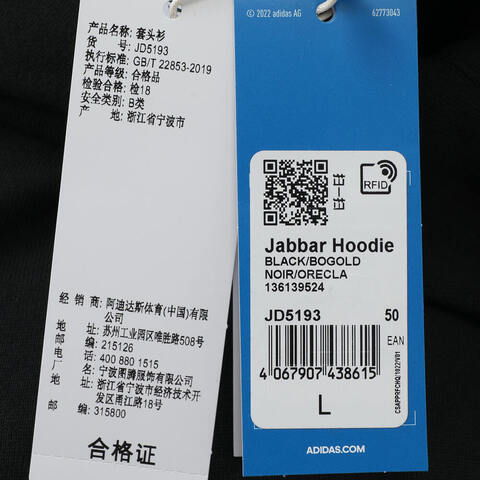 产品名称: 套头衫
货 号: JD5193
执行标准: GB/T 22853-2019
产品等级: 合格品
检验合格: 检18
安全类别: B类
产 地: 浙江省宁波市
经 销 商: 阿迪达斯体育(中国)有限
公司
地 址: 苏州工业园区唯胜路508号
邮 编: 215126
电 话: 400 880 1515
厂 名: 宁波图腾服饰有限公司
地 址: 浙江省宁波市经济技术开
发区甬江路18号
邮 编: 315800
合格证
© 2022 adidas AG
62773043
RFID
Jabbar Hoodie
BLACK/BOGOLD
NOIR/ORECLA
136139524
JD5193 50
EAN
4 067907 438615
L
ADIDAS.COM